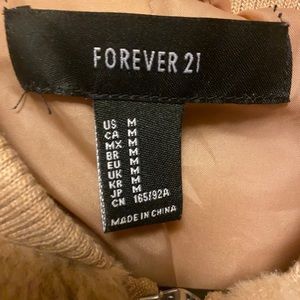 FOREVER 21
US M
CA M
MX M
BR M
EU M
UK M
KR M
JP M
CN 165/92A
MADE IN CHINA